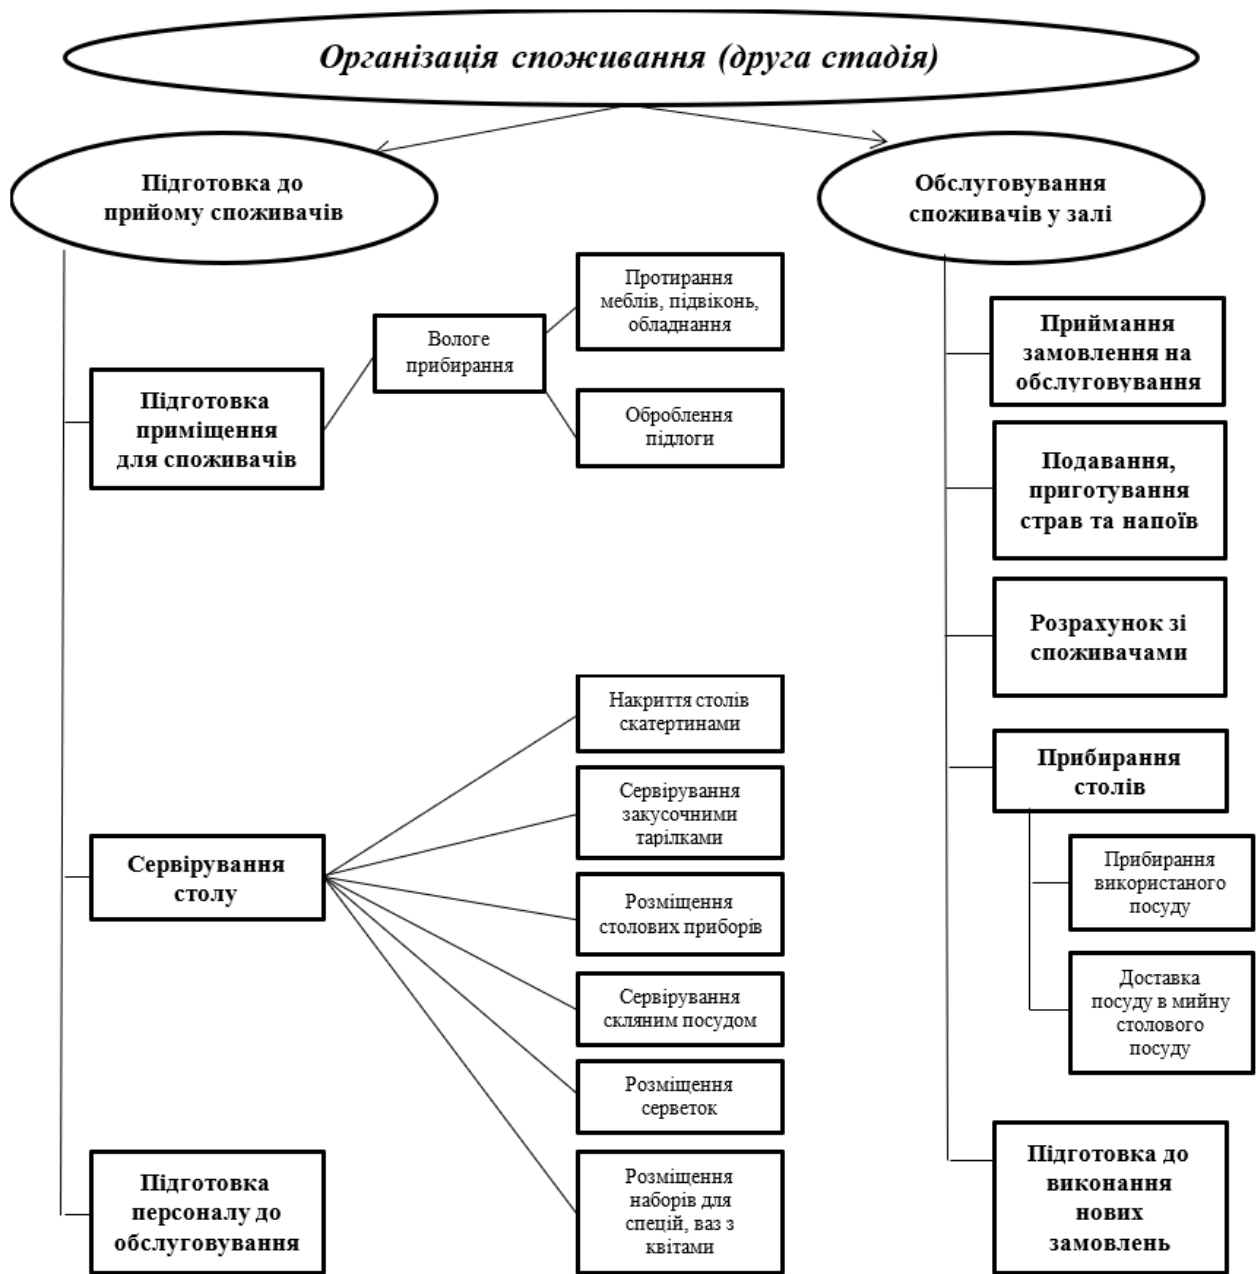 Організація споживання (друга стадія)
Підготовка до
прийому споживачів
Обслуговування
споживачів у залі
Підготовка
приміщення
для споживачів
Вологе
прибирання
Протирання
меблів, підвіконь,
обладнання
Оброблення
підлоги
Сервірування
столу
Накриття столів
скатертинами
Сервірування
закусочними
тарілками
Розміщення
столових приборів
Сервірування
скляним посудом
Розміщення
серветок
Розміщення
наборів для
спецій, ваз з
квітами
Підготовка
персоналу до
обслуговування
Приймання
замовлення на
обслуговування
Подавання,
приготування
страв та напоїв
Розрахунок зі
споживачами
Прибирання
столів
Прибирання
використаного
посуду
Доставка
посуду в мийну
столового
посуду
Підготовка до
виконання
нових
замовлень